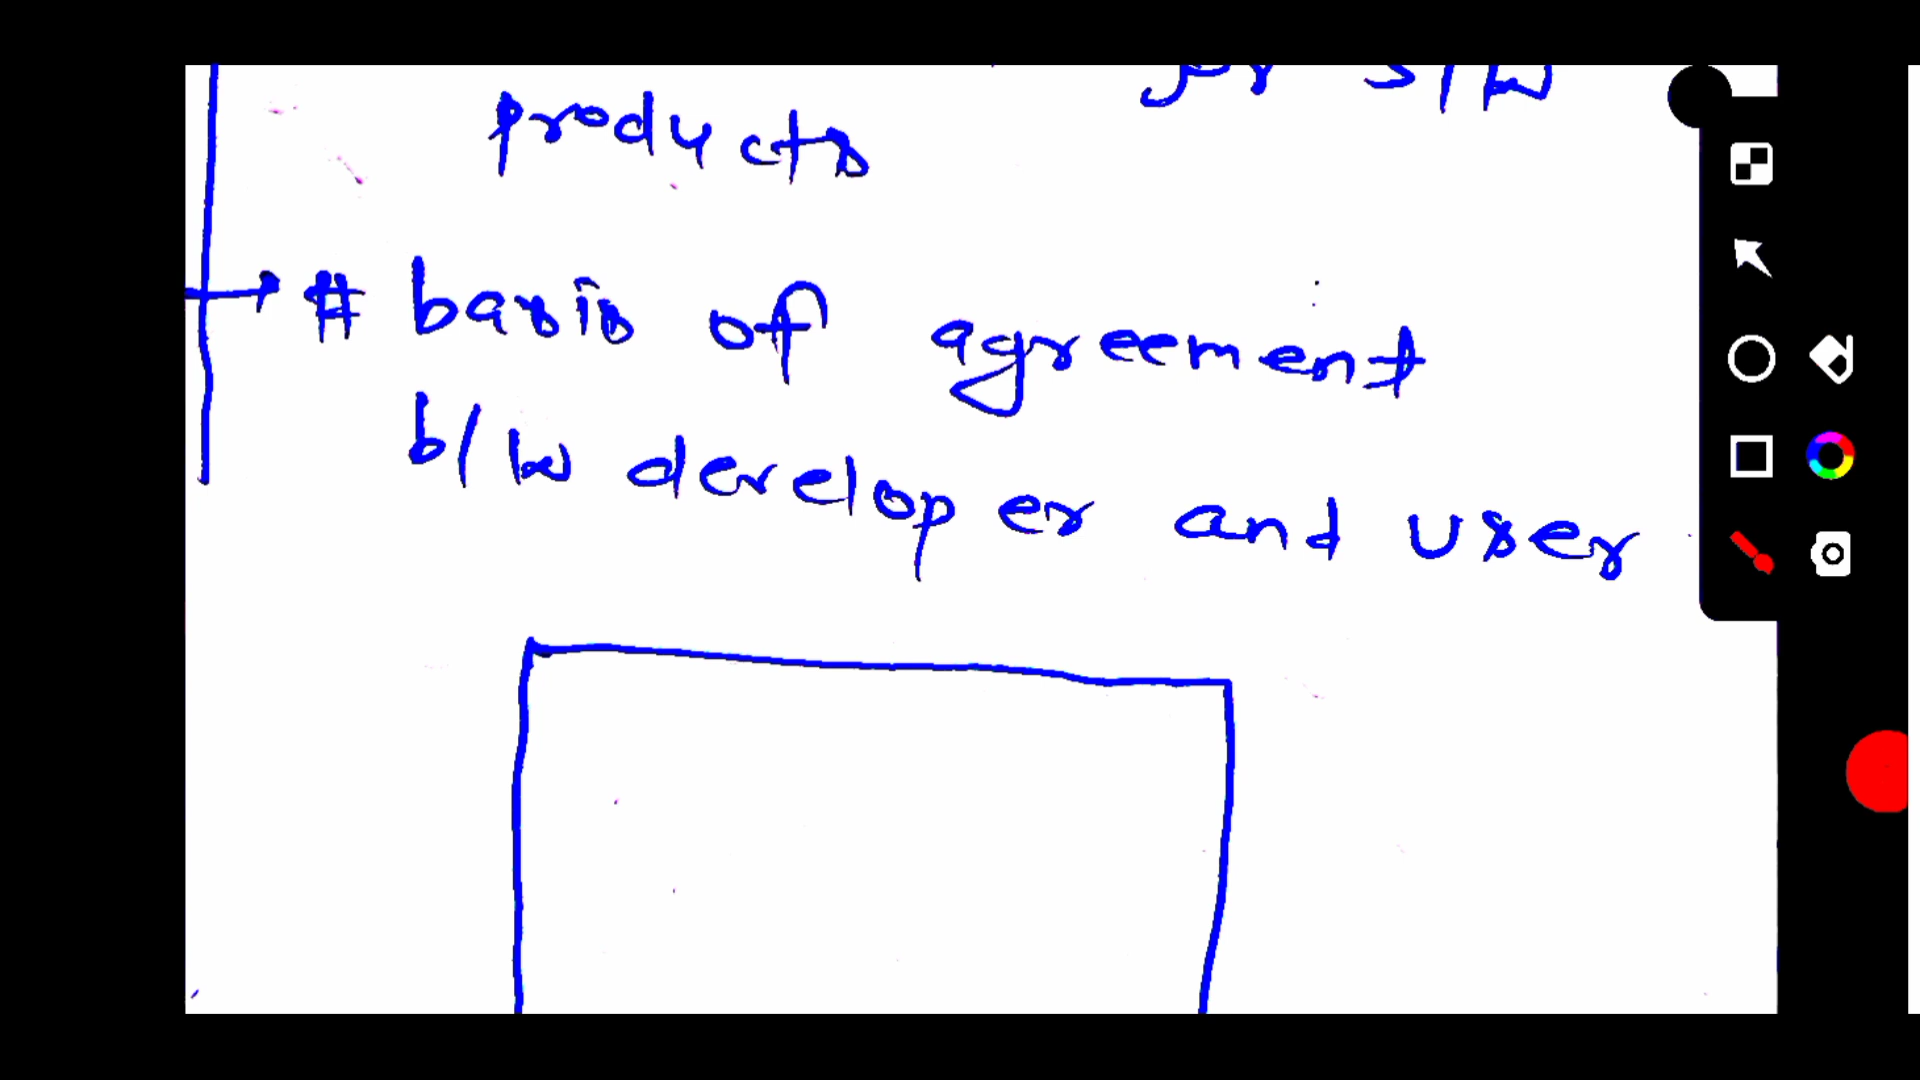 s/w
products
# basis of agreement
b/w developer and user